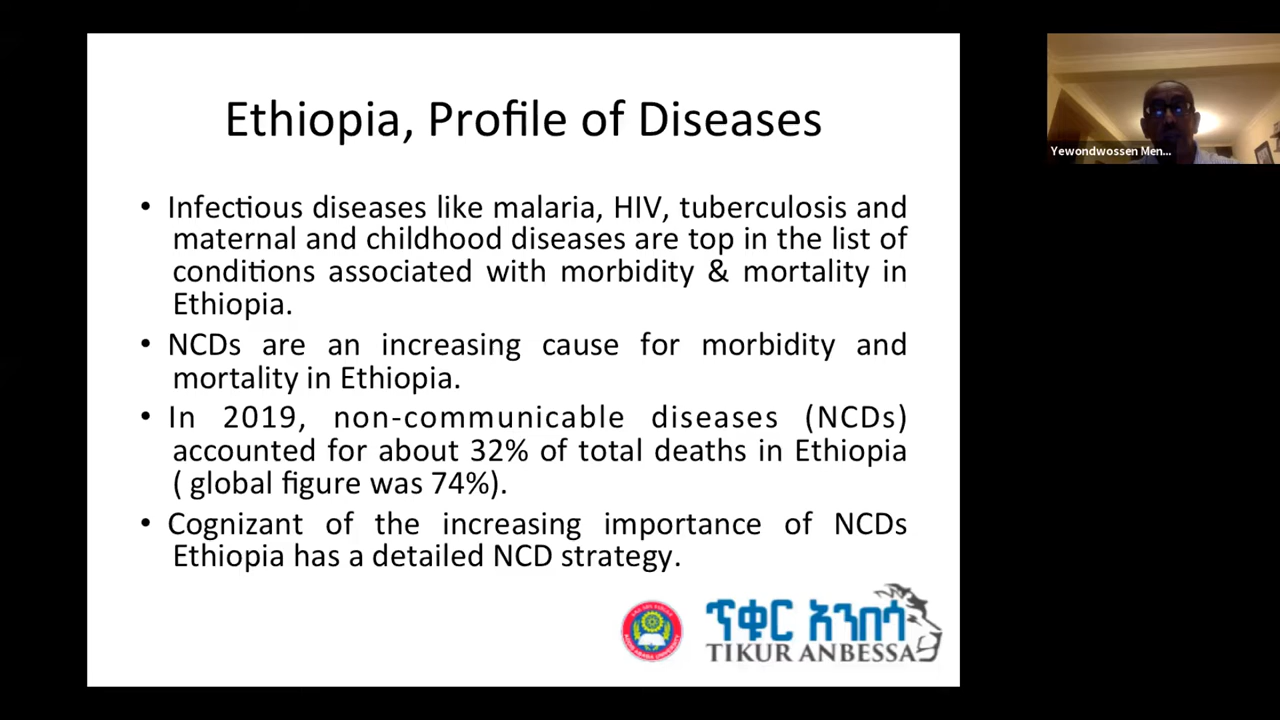 Ethiopia, Profile of Diseases
• Infectious diseases like malaria, HIV, tuberculosis and
maternal and childhood diseases are top in the list of
conditions associated with morbidity & mortality in
Ethiopia.
• NCDs are an increasing cause for morbidity and
mortality in Ethiopia.
• In 2019, non-communicable diseases (NCDs)
accounted for about 32% of total deaths in Ethiopia
( global figure was 74%).
• Cognizant of the increasing importance of NCDs
Ethiopia has a detailed NCD strategy.
ጥቁር አንበሳ
TIKUR ANBESSA
Yewondwossen Men...